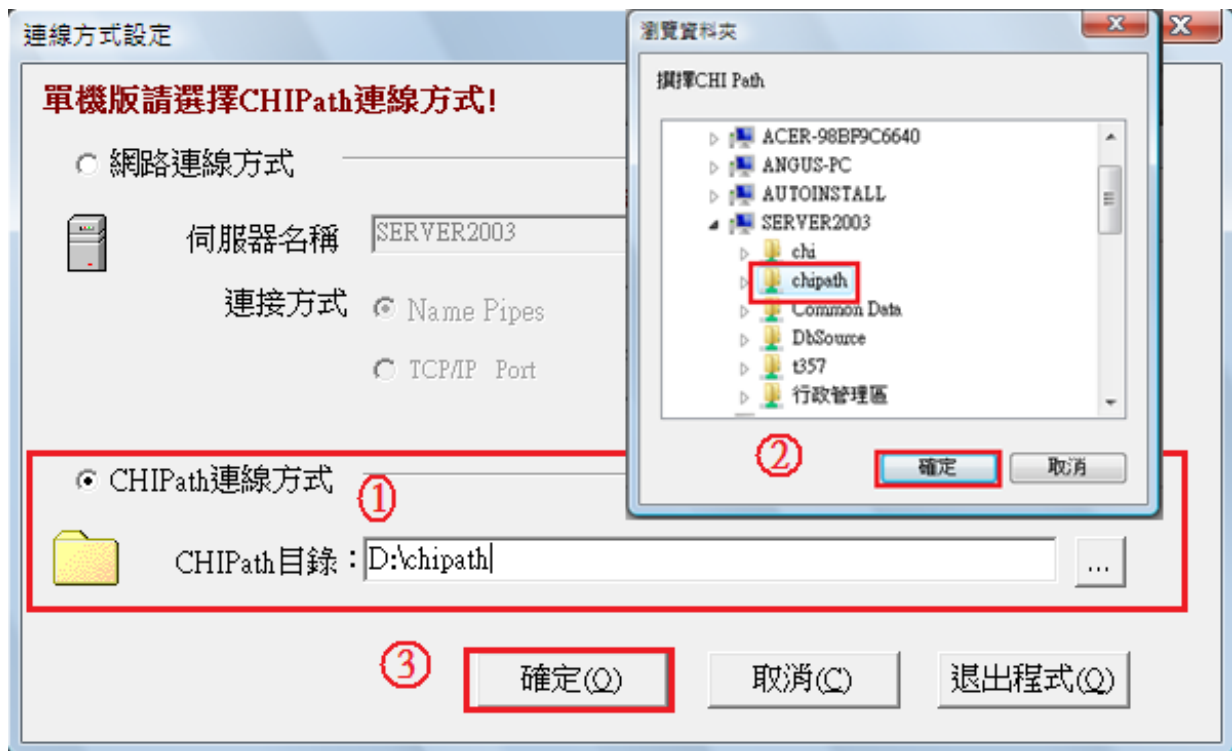 連線方式設定
單機版請選擇CHIPath連線方式!
網路連線方式
伺服器名稱 SERVER2003
連接方式 Name Pipes
TCP/IP Port
CHIPath連線方式 ①
CHIPath目錄：D:\chipath ...
③ 確定(O) 取消(C) 退出程式(Q)
瀏覽資料夾
選擇CHI Path
ACER-98BF9C6640
ANGUS-PC
AUTOINSTALL
SERVER2003
chi
chipath
Common Data
DbSource
t357
行政管理區
② 確定 取消